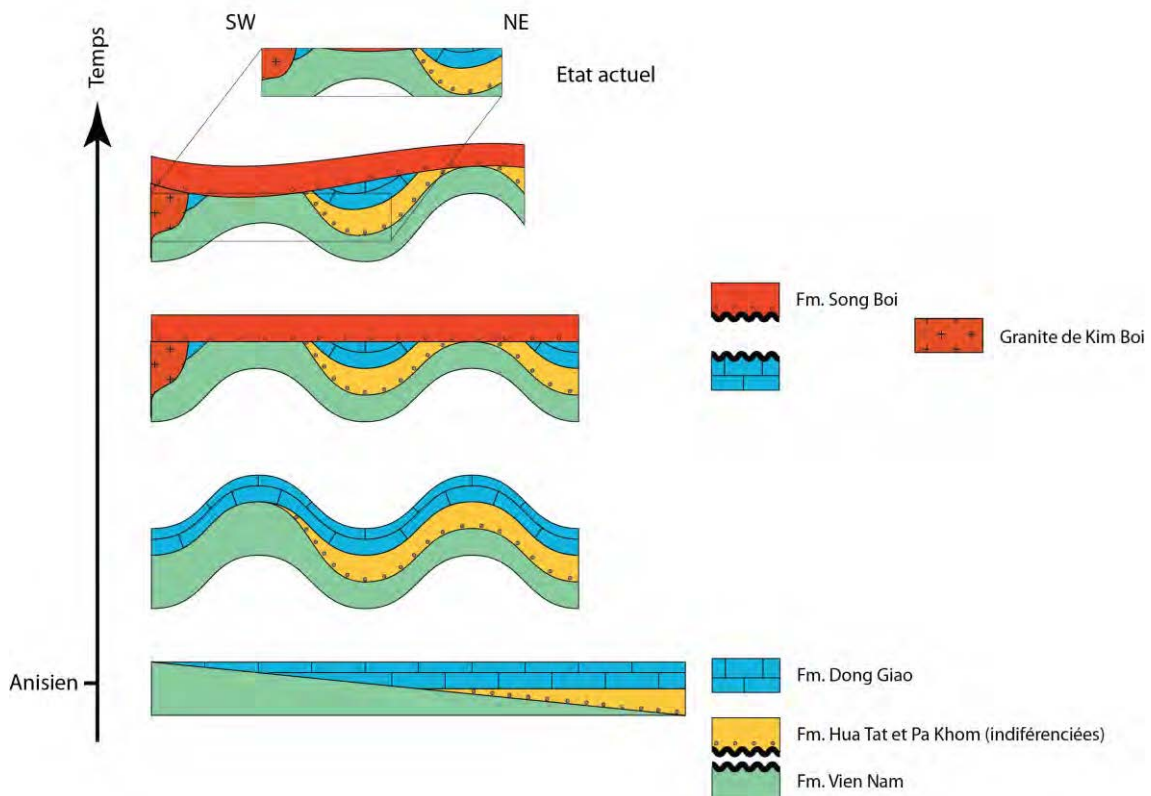 SW
NE
Temps
Etat actuel
Fm. Song Boi
Granite de Kim Boi
Anisien
Fm. Dong Giao
Fm. Hua Tat et Pa Khom (indiférenciées)
Fm. Vien Nam